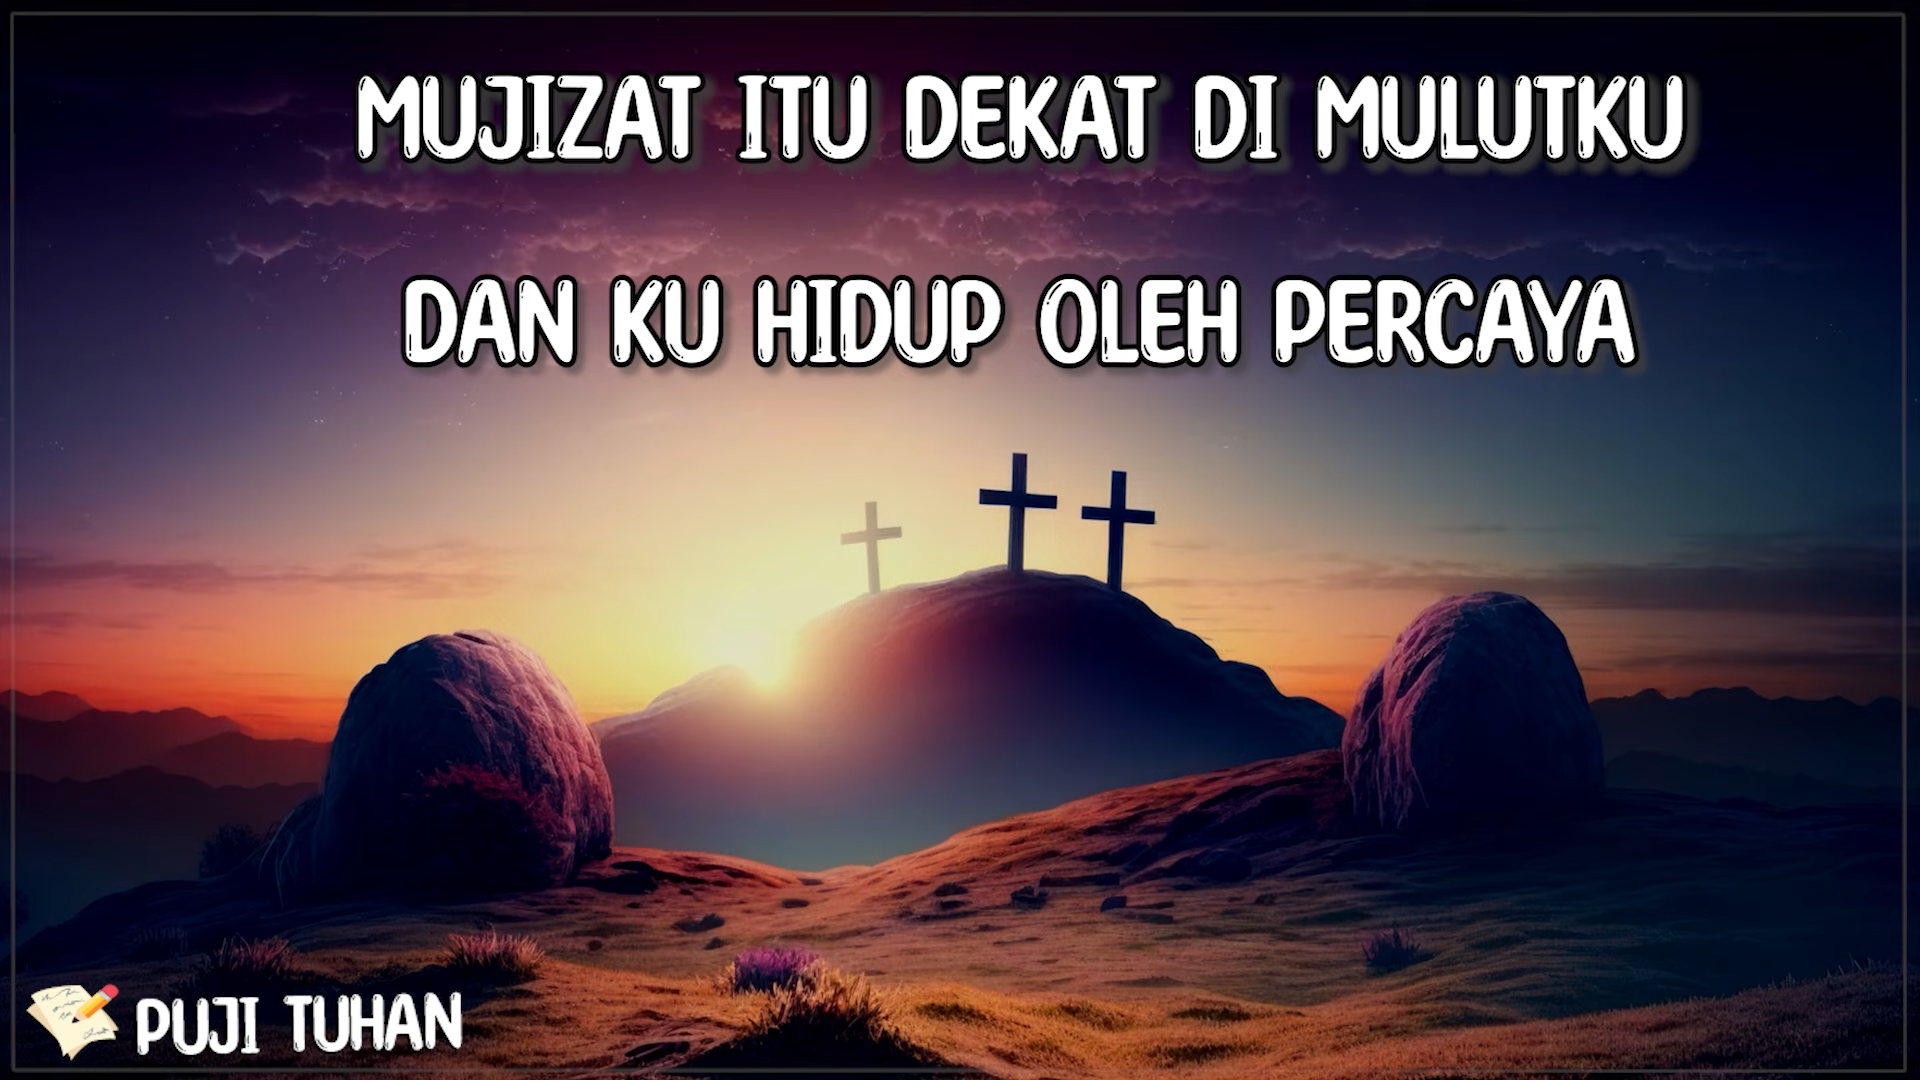 MUJIZAT ITU DEKAT DI MULUTKU
DAN KU HIDUP OLEH PERCAYA
PUJI TUHAN